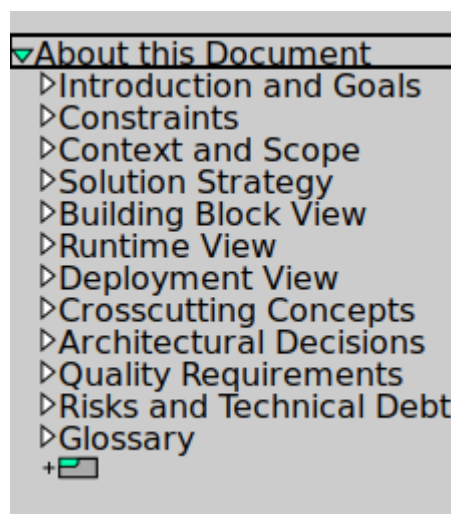 About this Document
Introduction and Goals
Constraints
Context and Scope
Solution Strategy
Building Block View
Runtime View
Deployment View
Crosscutting Concepts
Architectural Decisions
Quality Requirements
Risks and Technical Debt
Glossary
+